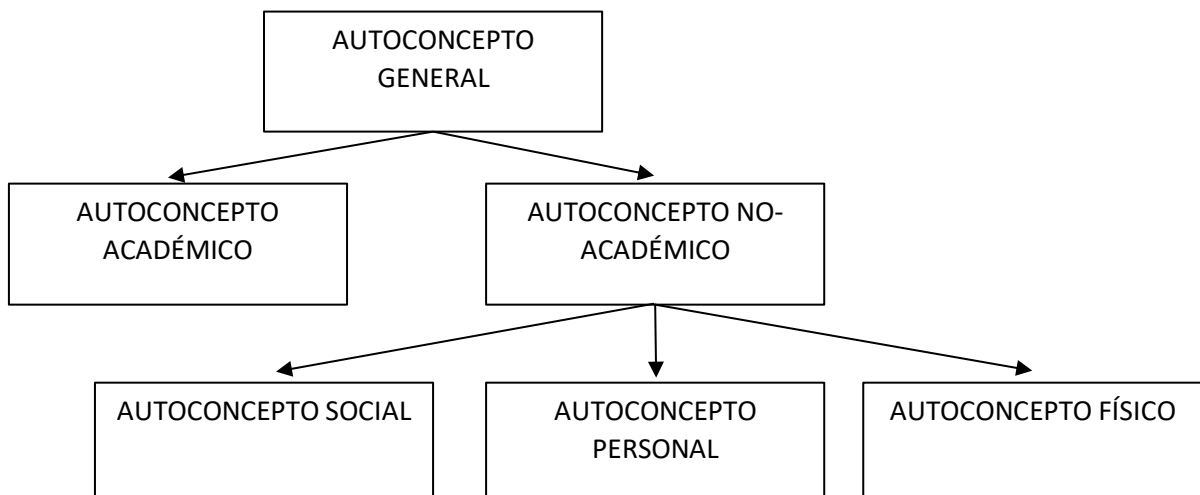 AUTOCONCEPTO
GENERAL
AUTOCONCEPTO
ACADÉMICO
AUTOCONCEPTO NO-
ACADÉMICO
AUTOCONCEPTO SOCIAL
AUTOCONCEPTO
PERSONAL
AUTOCONCEPTO FÍSICO